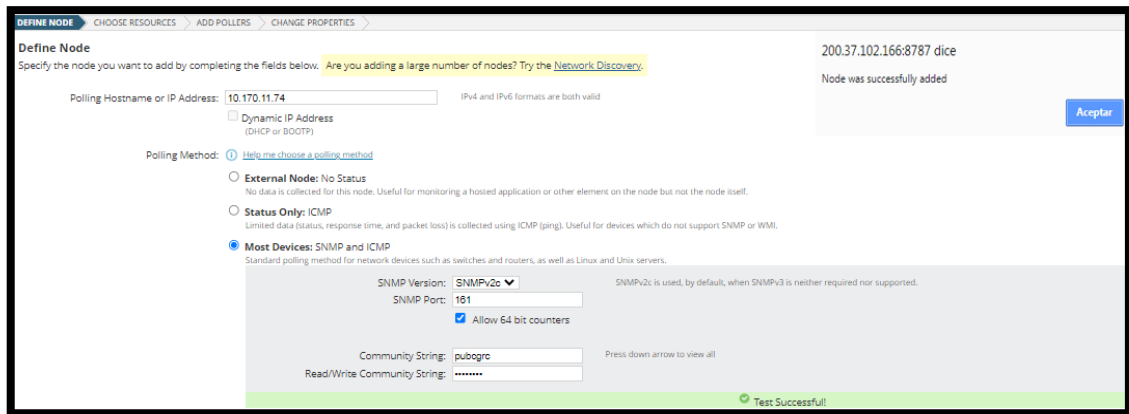 DEFINE NODE CHOOSE RESOURCES ADD POLLERS CHANGE PROPERTIES
Define Node
Specify the node you want to add by completing the fields below. Are you adding a large number of nodes? Try the Network Discovery.
200.37.102.166:8787 dice
Node was successfully added
Aceptar
Polling Hostname or IP Address: 10.170.11.74 IPv4 and IPv6 formats are both valid
Dynamic IP Address
(DHCP or BOOTP)
Polling Method: Help me choose a polling method
External Node: No Status
No data is collected for this node. Useful for monitoring a hosted application or other element on the node but not the node itself.
Status Only: ICMP
Limited data (status, response time, and packet loss) is collected using ICMP (ping). Useful for devices which do not support SNMP or WMI.
Most Devices: SNMP and ICMP
Standard polling method for network devices such as switches and routers, as well as Linux and Unix servers.
SNMP Version: SNMPv2c SNMPv2c is used, by default, when SNMPv3 is neither required nor supported.
SNMP Port: 161
Allow 64 bit counters
Community String: pubcgrc Press down arrow to view all
Read/Write Community String: ••••••••
Test Successful!